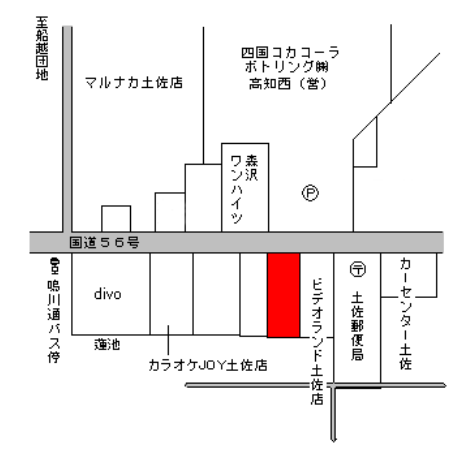 至船越団地
マルナカ土佐店
四国コカコーラ
ボトリング㈱
高知西（営）
森沢
ワンハイツ
Ⓟ
国道５６号
鳴川通バス停
divo
蓮池
カラオケJOY土佐店
ビデオランド土佐店
〒
土佐郵便局
カーセンター土佐